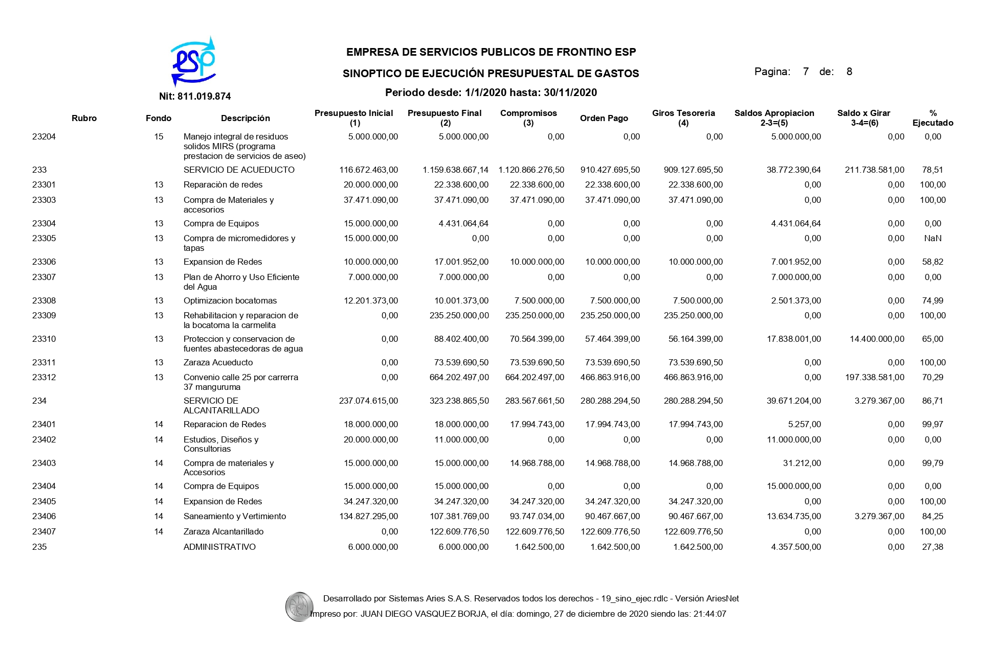 esp
EMPRESA DE SERVICIOS PUBLICOS DE FRONTINO ESP
SINOPTICO DE EJECUCIÓN PRESUPUESTAL DE GASTOS
Pagina: 7 de: 8
Nit: 811.019.874
Periodo desde: 1/1/2020 hasta: 30/11/2020
Rubro Fondo Descripción Presupuesto Inicial (1) Presupuesto Final (2) Compromisos (3) Orden Pago Giros Tesoreria (4) Saldos Apropiacion 2-3=(5) Saldo x Girar 3-4=(6) % Ejecutado
23204 15 Manejo integral de residuos 5.000.000,00 5.000.000,00 0,00 0,00 0,00 5.000.000,00 0,00 0,00
solidos MIRS (programa
prestacion de servicios de aseo)
233 SERVICIO DE ACUEDUCTO 116.672.463,00 1.159.638.667,14 1.120.866.276,50 910.427.695,50 909.127.695,50 38.772.390,64 211.738.581,00 78,51
23301 13 Reparaciòn de redes 20.000.000,00 22.338.600,00 22.338.600,00 22.338.600,00 22.338.600,00 0,00 0,00 100,00
23303 13 Compra de Materiales y 37.471.090,00 37.471.090,00 37.471.090,00 37.471.090,00 37.471.090,00 0,00 0,00 100,00
accesorios
23304 13 Compra de Equipos 15.000.000,00 4.431.064,64 0,00 0,00 0,00 4.431.064,64 0,00 0,00
23305 13 Compra de micromedidores y 15.000.000,00 0,00 0,00 0,00 0,00 0,00 0,00 NaN
tapas
23306 13 Expansion de Redes 10.000.000,00 17.001.952,00 10.000.000,00 10.000.000,00 10.000.000,00 7.001.952,00 0,00 58,82
23307 13 Plan de Ahorro y Uso Eficiente 7.000.000,00 7.000.000,00 0,00 0,00 0,00 7.000.000,00 0,00 0,00
del Agua
23308 13 Optimizacion bocatomas 12.201.373,00 10.001.373,00 7.500.000,00 7.500.000,00 7.500.000,00 2.501.373,00 0,00 74,99
23309 13 Rehabilitacion y reparacion de 0,00 235.250.000,00 235.250.000,00 235.250.000,00 235.250.000,00 0,00 0,00 100,00
la bocatoma la carmelita
23310 13 Proteccion y conservacion de 0,00 88.402.400,00 70.564.399,00 57.464.399,00 56.164.399,00 17.838.001,00 14.400.000,00 65,00
fuentes abastecedoras de agua
23311 13 Zaraza Acueducto 0,00 73.539.690,50 73.539.690,50 73.539.690,50 73.539.690,50 0,00 0,00 100,00
23312 13 Convenio calle 25 por carrerra 0,00 664.202.497,00 664.202.497,00 466.863.916,00 466.863.916,00 0,00 197.338.581,00 70,29
37 manguruma
234 SERVICIO DE 237.074.615,00 323.238.865,50 283.567.661,50 280.288.294,50 280.288.294,50 39.671.204,00 3.279.367,00 86,71
ALCANTARILLADO
23401 14 Reparacion de Redes 18.000.000,00 18.000.000,00 17.994.743,00 17.994.743,00 17.994.743,00 5.257,00 0,00 99,97
23402 14 Estudios, Diseños y 20.000.000,00 11.000.000,00 0,00 0,00 0,00 11.000.000,00 0,00 0,00
Consultorias
23403 14 Compra de materiales y 15.000.000,00 15.000.000,00 14.968.788,00 14.968.788,00 14.968.788,00 31.212,00 0,00 99,79
Accesorios
23404 14 Compra de Equipos 15.000.000,00 15.000.000,00 0,00 0,00 0,00 15.000.000,00 0,00 0,00
23405 14 Expansion de Redes 34.247.320,00 34.247.320,00 34.247.320,00 34.247.320,00 34.247.320,00 0,00 0,00 100,00
23406 14 Saneamiento y Vertimiento 134.827.295,00 107.381.769,00 93.747.034,00 90.467.667,00 90.467.667,00 13.634.735,00 3.279.367,00 84,25
23407 14 Zaraza Alcantarillado 0,00 122.609.776,50 122.609.776,50 122.609.776,50 122.609.776,50 0,00 0,00 100,00
235 ADMINISTRATIVO 6.000.000,00 6.000.000,00 1.642.500,00 1.642.500,00 1.642.500,00 4.357.500,00 0,00 27,38
Desarrollado por Sistemas Aries S.A.S. Reservados todos los derechos - 19_sino_ejec.rdlc - Versión AriesNet
Impreso por: JUAN DIEGO VASQUEZ BORJA, el día: domingo, 27 de diciembre de 2020 siendo las: 21:44:07